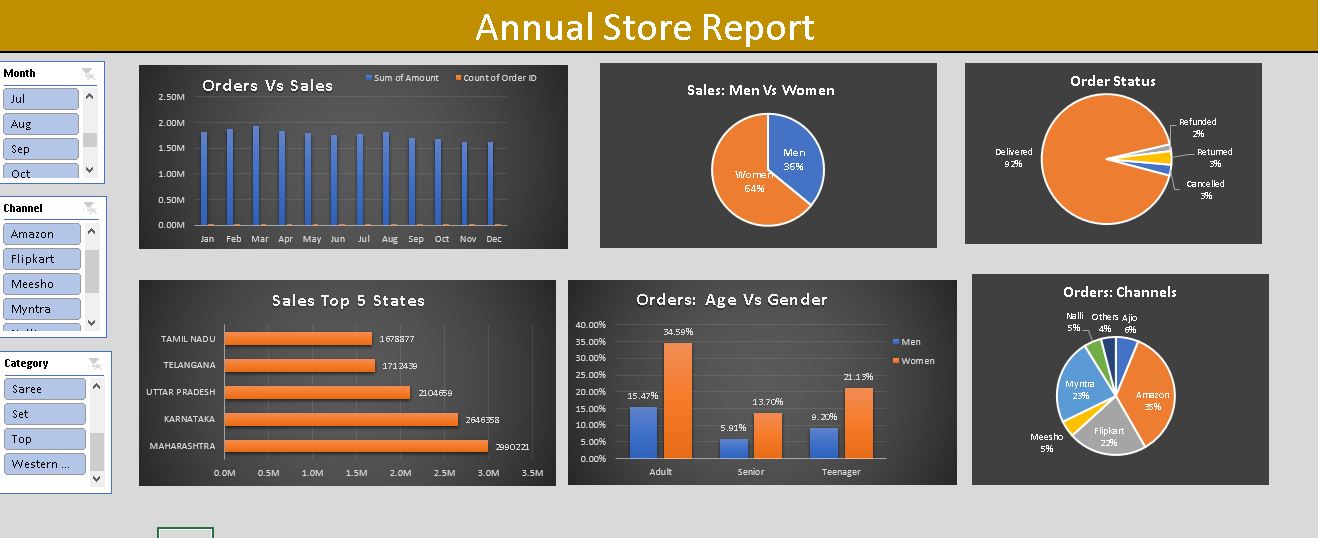 Annual Store Report
Month
Jul
Aug
Sep
Oct
Channel
Amazon
Flipkart
Meesho
Myntra
Category
Saree
Set
Top
Western ...
Orders Vs Sales
Sum of Amount Count of Order ID
2.50M
2.00M
1.50M
1.00M
0.50M
0.00M
Jan Feb Mar Apr May Jun Jul Aug Sep Oct Nov Dec
Sales: Men Vs Women
Men
36%
Women
64%
Order Status
Refunded
2%
Returned
3%
Cancelled
3%
Delivered
92%
Sales Top 5 States
TAMIL NADU 1678877
TELANGANA 1712439
UTTAR PRADESH 2104659
KARNATAKA 2646358
MAHARASHTRA 2990221
0.0M 0.5M 1.0M 1.5M 2.0M 2.5M 3.0M 3.5M
Orders: Age Vs Gender
40.00%
35.00%
30.00%
25.00%
20.00%
15.00%
10.00%
5.00%
0.00%
15.47%
34.59%
5.91%
13.70%
9.20%
21.13%
Adult Senior Teenager
Men
Women
Orders: Channels
Nalli
5%
Others
4%
Ajio
6%
Amazon
35%
Flipkart
22%
Meesho
5%
Myntra
23%